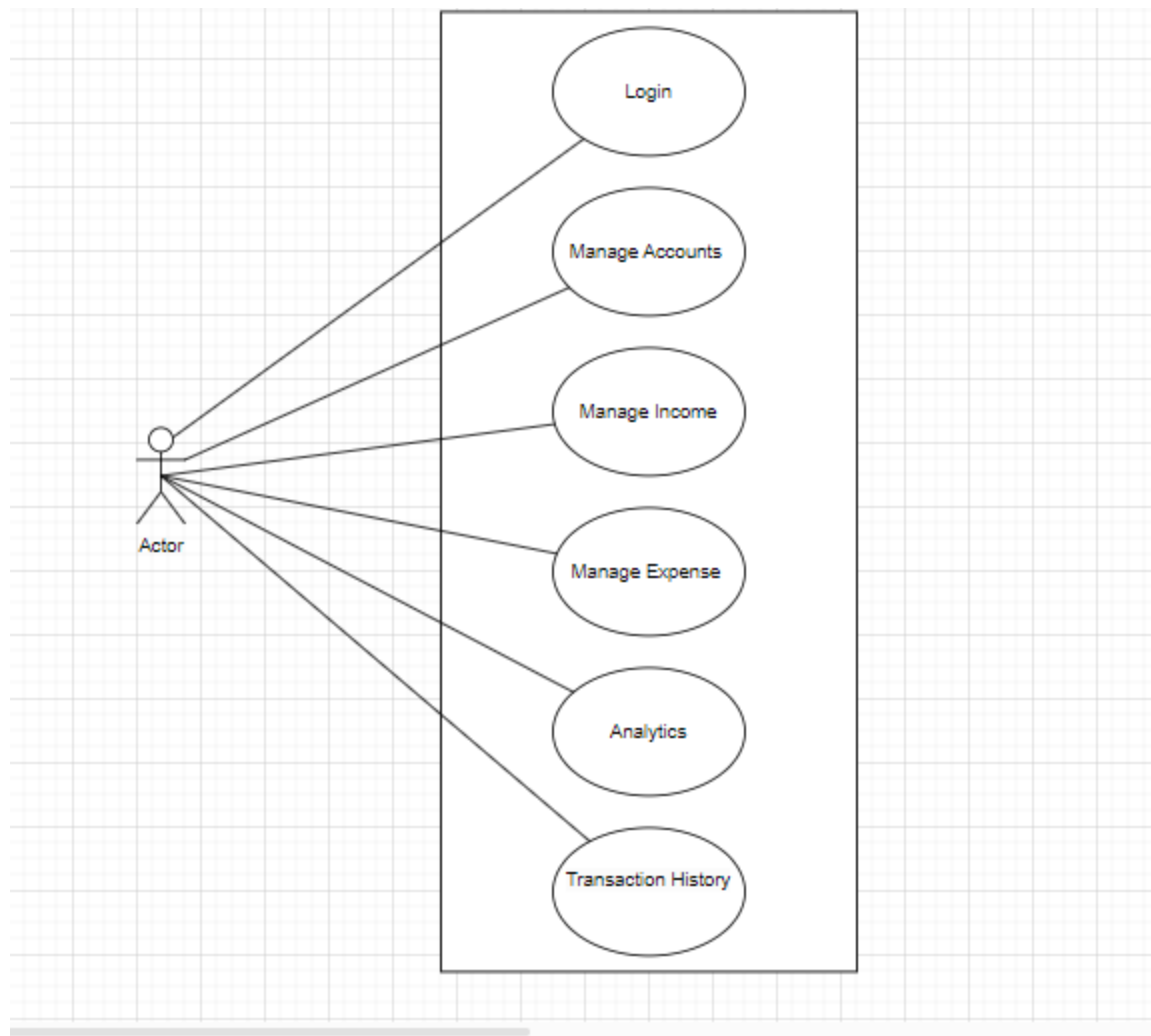 Login
Manage Accounts
Manage Income
Actor
Manage Expense
Analytics
Transaction History